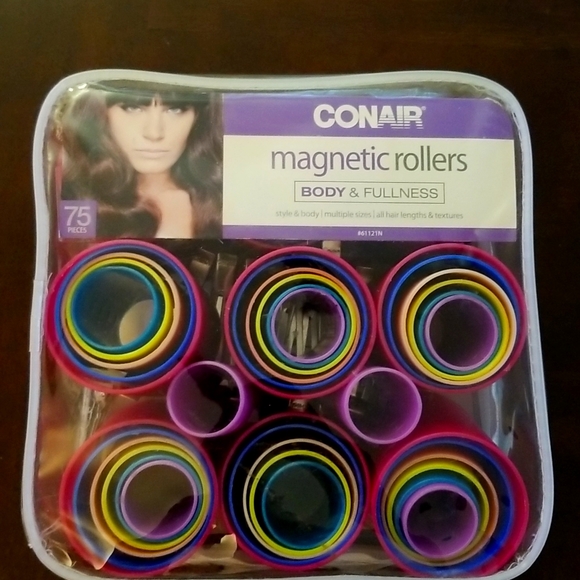 CONAIR®
magnetic rollers
BODY & FULLNESS
style & body | multiple sizes | all hair lengths & textures
75
PIECES
#61121N